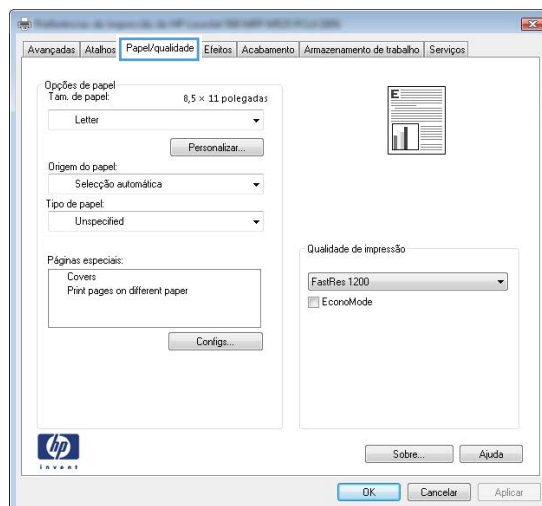 Avançadas Atalhos Papel/qualidade Efeitos Acabamento Armazenamento de trabalho Serviços
Opções de papel
Tam. de papel: 8,5 × 11 polegadas
Letter
Personalizar...
Origem do papel:
Selecção automática
Tipo de papel:
Unspecified
Páginas especiais:
Covers
Print pages on different paper
Configs...
E
Qualidade de impressão
FastRes 1200
EconoMode
hp
invent
Sobre... Ajuda
OK Cancelar Aplicar